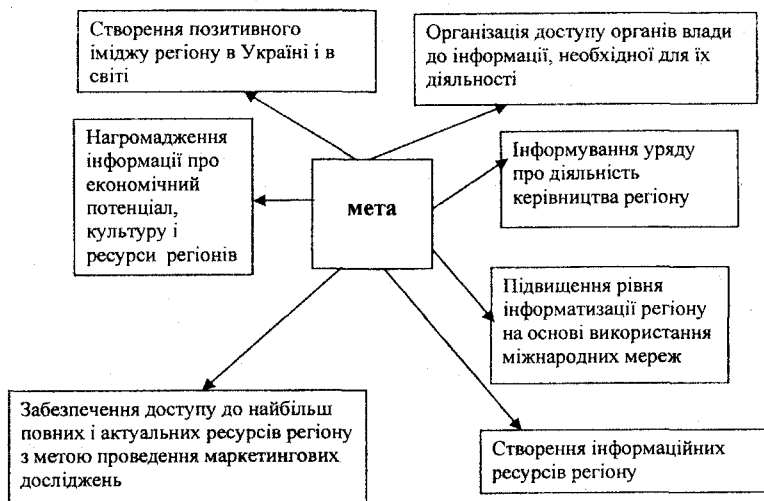 Створення позитивного
іміджу регіону в Україні і в
світі
Організація доступу органів влади
до інформації, необхідної для їх
діяльності
Нагромадження
інформації про
економічний
потенціал,
культуру і
ресурси регіонів
мета
Інформування уряду
про діяльність
керівництва регіону
Підвищення рівня
інформатизації регіону
на основі використання
міжнародних мереж
Забезпечення доступу до найбільш
повних і актуальних ресурсів регіону
з метою проведення маркетингових
досліджень
Створення інформаційних
ресурсів регіону